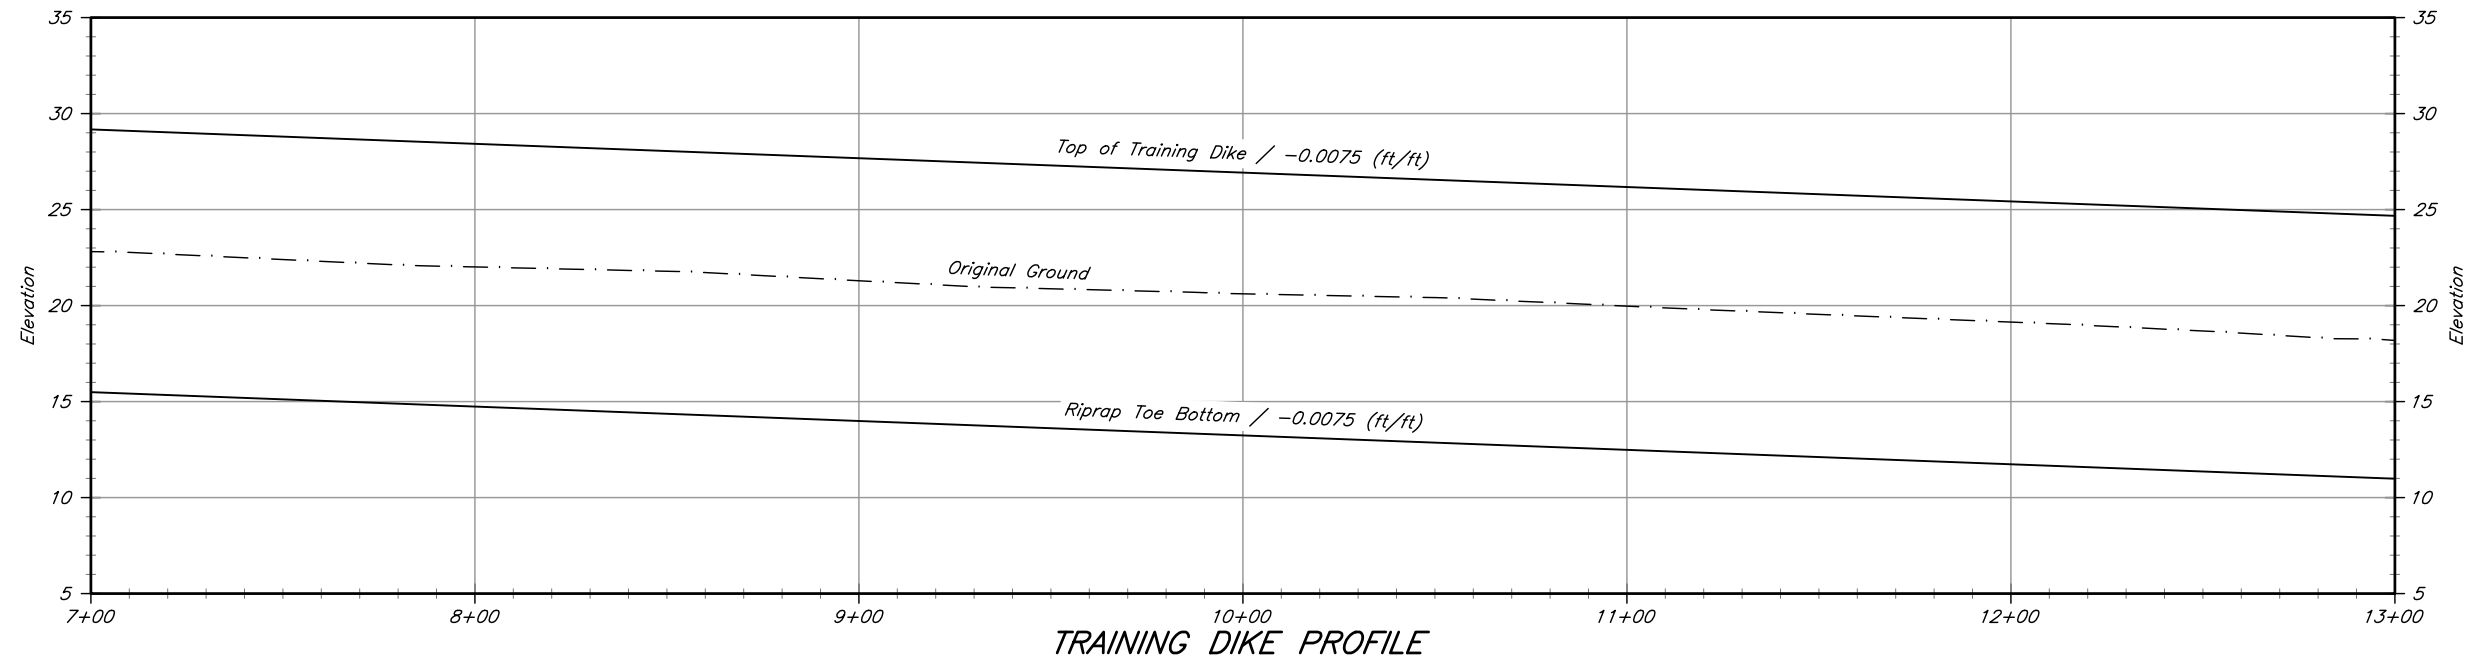 35 35
30 30
Top of Training Dike / -0.0075 (ft/ft)
25 25
Original Ground
Elevation Elevation
20 20
15 15
Riprap Toe Bottom / -0.0075 (ft/ft)
10 10
5 5
7+00 8+00 9+00 10+00 11+00 12+00 13+00
TRAINING DIKE PROFILE